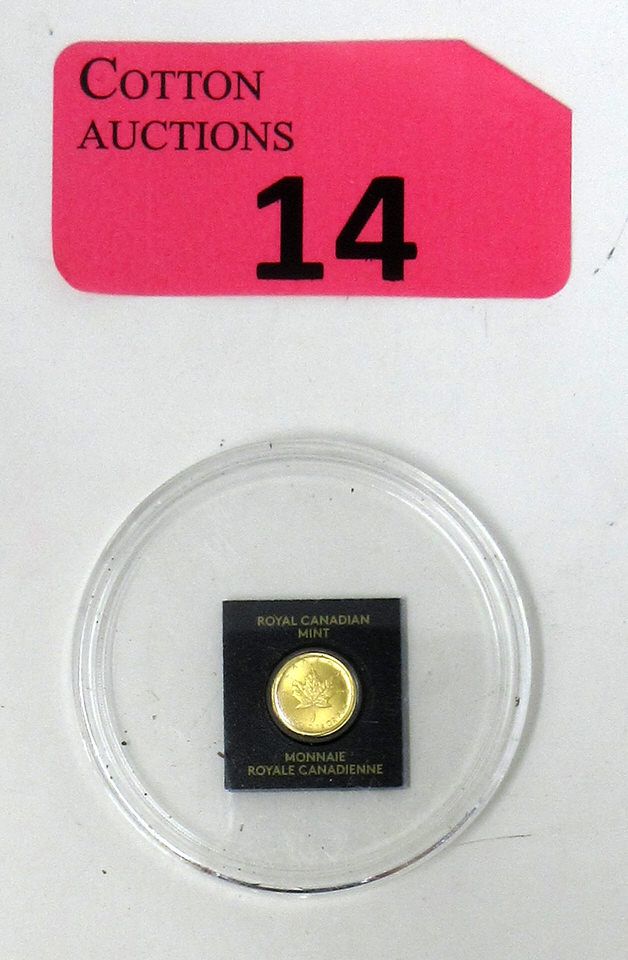 COTTON
AUCTIONS
14
ROYAL CANADIAN
MINT
MONNAIE
ROYALE CANADIENNE